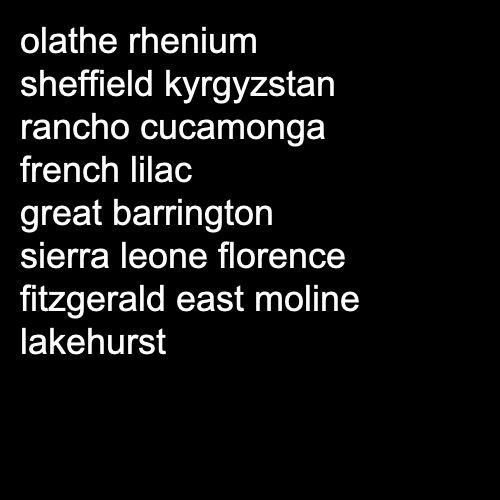 olathe rhenium
sheffield kyrgyzstan
rancho cucamonga
french lilac
great barrington
sierra leone florence
fitzgerald east moline
lakehurst